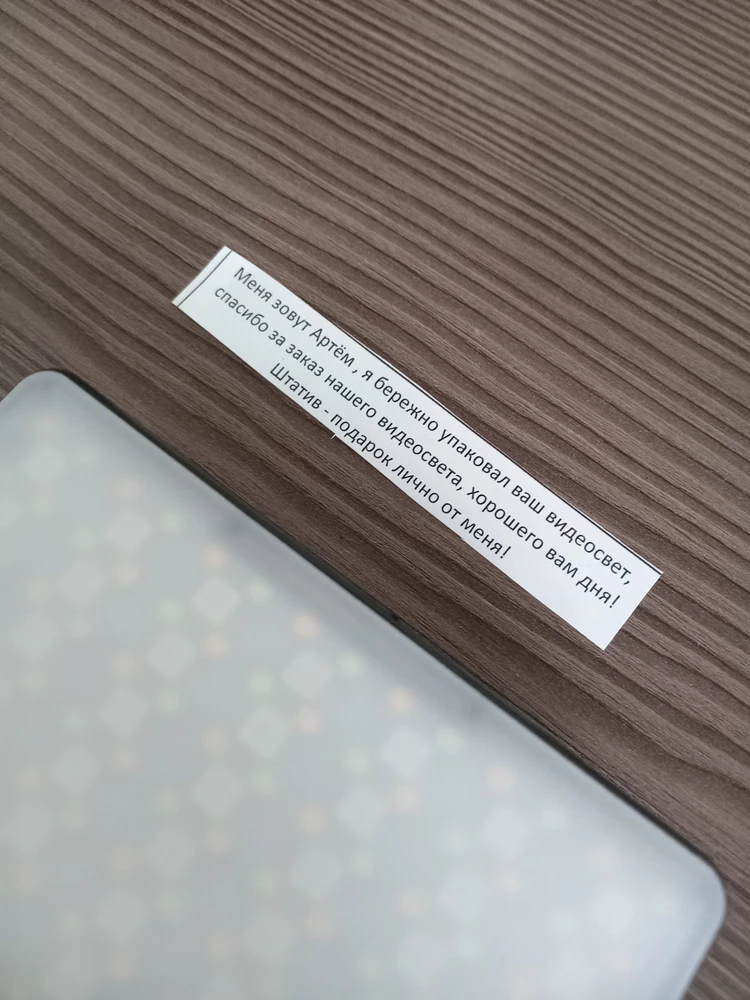 Меня зовут Артём , я бережно упаковал ваш видеосвет,
спасибо за заказ нашего видеосвета, хорошего вам дня!
Штатив - подарок лично от меня!